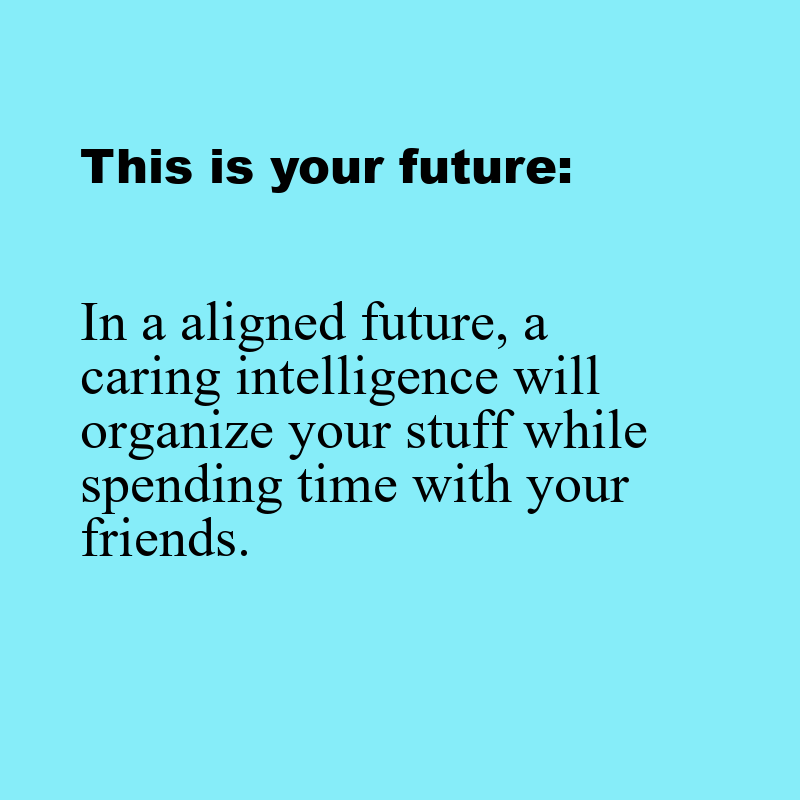 This is your future:
In a aligned future, a
caring intelligence will
organize your stuff while
spending time with your
friends.